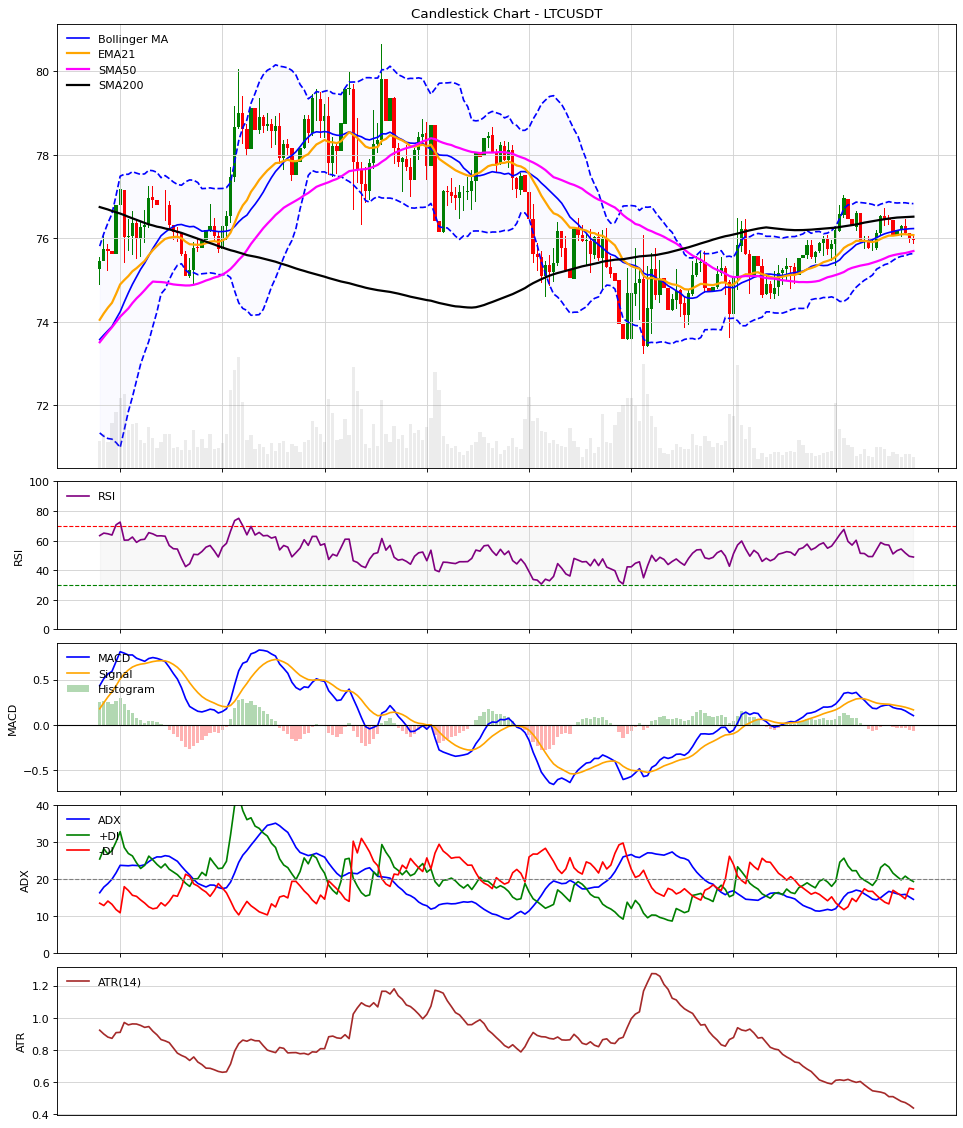 Candlestick Chart - LTCUSDT
Bollinger MA
EMA21
SMA50
SMA200
80
78
76
74
72
RSI
RSI
100
80
60
40
20
0
MACD
Signal
Histogram
MACD
0.5
0.0
−0.5
ADX
+DI
-DI
ADX
40
30
20
10
0
ATR(14)
ATR
1.2
1.0
0.8
0.6
0.4